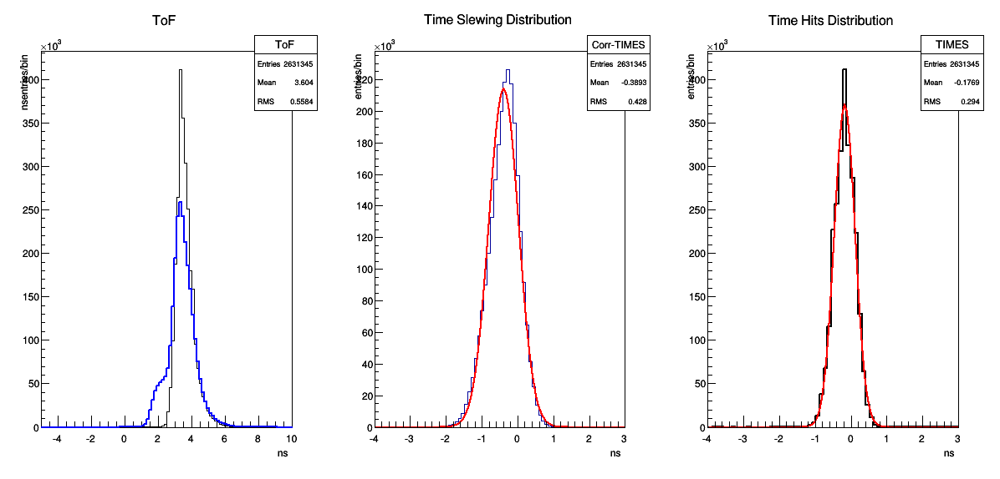 ToF
Time Slewing Distribution
Time Hits Distribution
×10³
nsentries/bin
400
350
300
250
200
150
100
50
0
-4 -2 0 2 4 6 8 10
ns
ToF
Entries 2631345
Mean 3.604
RMS 0.5584
×10³
entries/bin
220
200
180
160
140
120
100
80
60
40
20
0
-4 -3 -2 -1 0 1 2 3
ns
Corr-TIMES
Entries 2631345
Mean -0.3893
RMS 0.428
×10³
entries/bin
400
350
300
250
200
150
100
50
0
-4 -3 -2 -1 0 1 2 3
ns
TIMES
Entries 2631345
Mean -0.1769
RMS 0.294